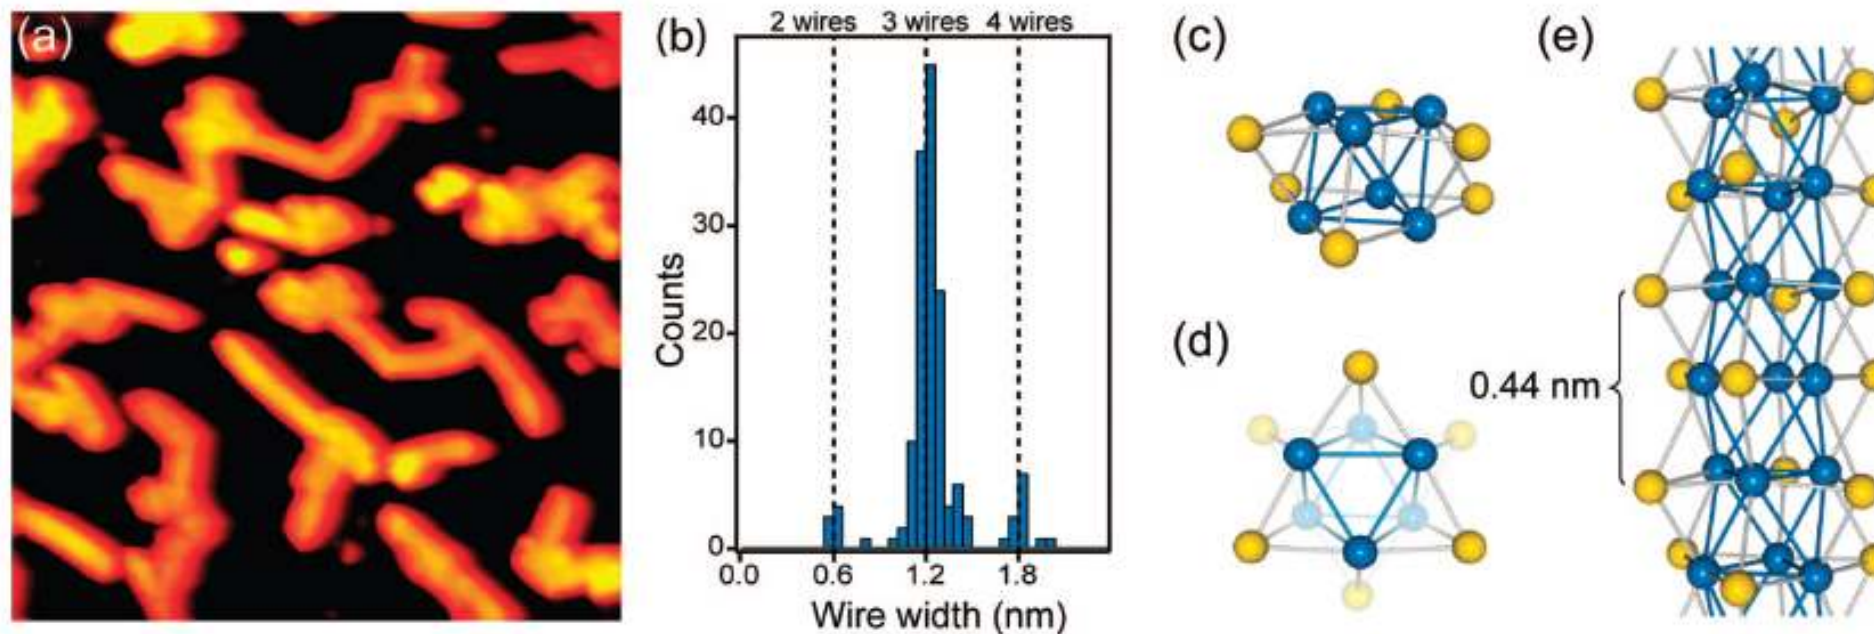 (a)
(b)
2 wires 3 wires 4 wires
40
30
20
10
0
Counts
0.0 0.6 1.2 1.8
Wire width (nm)
(c)
(d)
(e)
0.44 nm